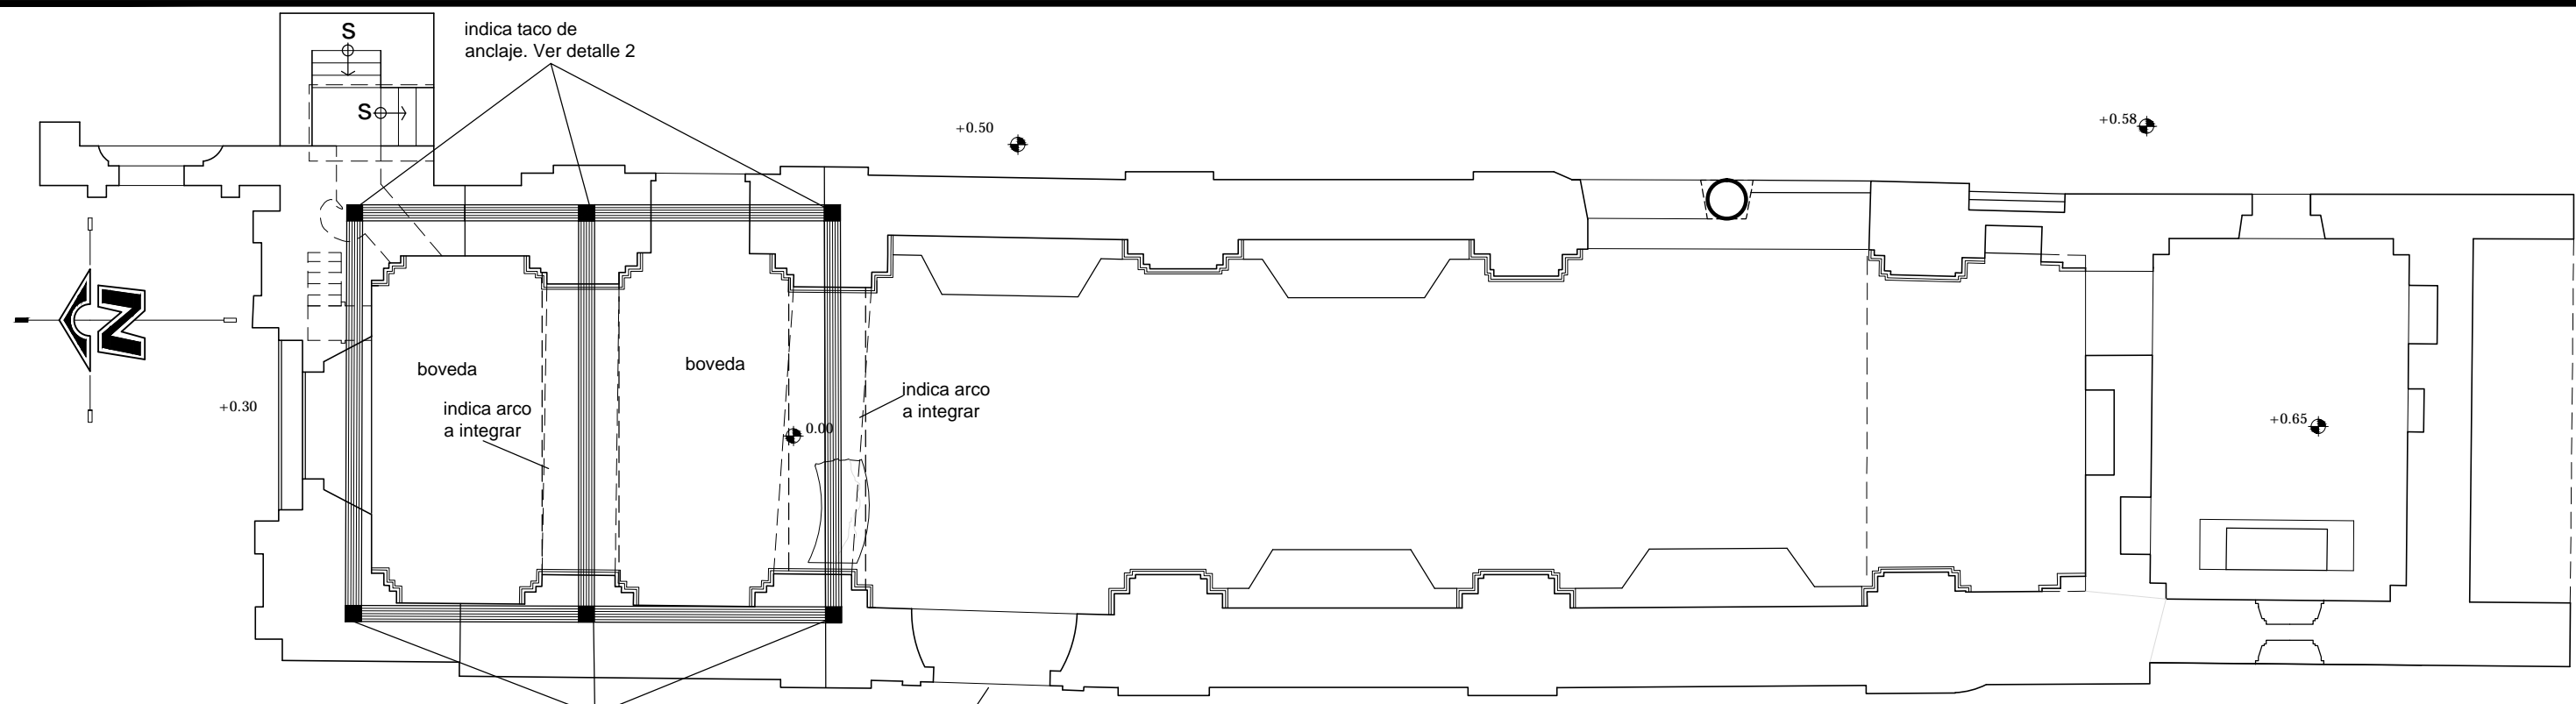 S
indica taco de
anclaje. Ver detalle 2
S
+0.50
+0.58
N
boveda
boveda
indica arco
a integrar
+0.30
indica arco
a integrar
0.00
+0.65